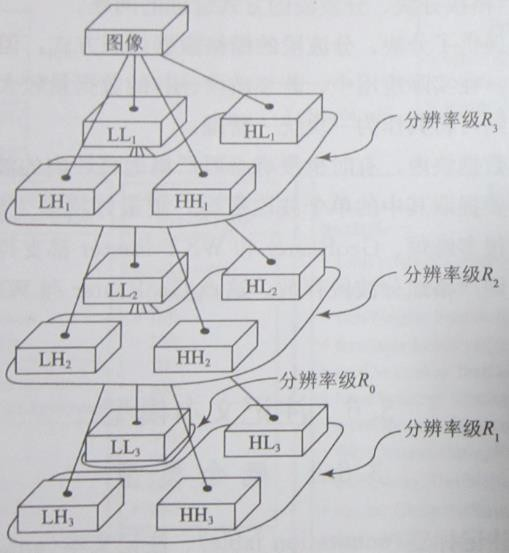 图像
LL₁
HL₁
分辨率级R₃
LH₁
HH₁
LL₂
HL₂
分辨率级R₂
LH₂
HH₂
分辨率级R₀
LL₃
HL₃
分辨率级R₁
LH₃
HH₃